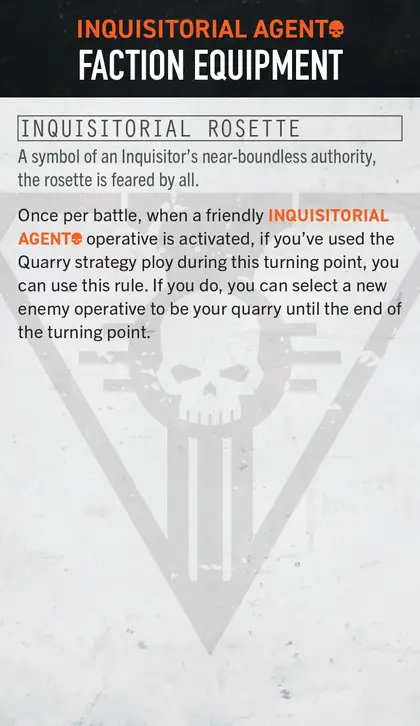 INQUISITORIAL AGENT
FACTION EQUIPMENT
INQUISITORIAL ROSETTE
A symbol of an Inquisitor's near-boundless authority,
the rosette is feared by all.
Once per battle, when a friendly INQUISITORIAL
AGENT operative is activated, if you've used the
Quarry strategy ploy during this turning point, you
can use this rule. If you do, you can select a new
enemy operative to be your quarry until the end of
the turning point.